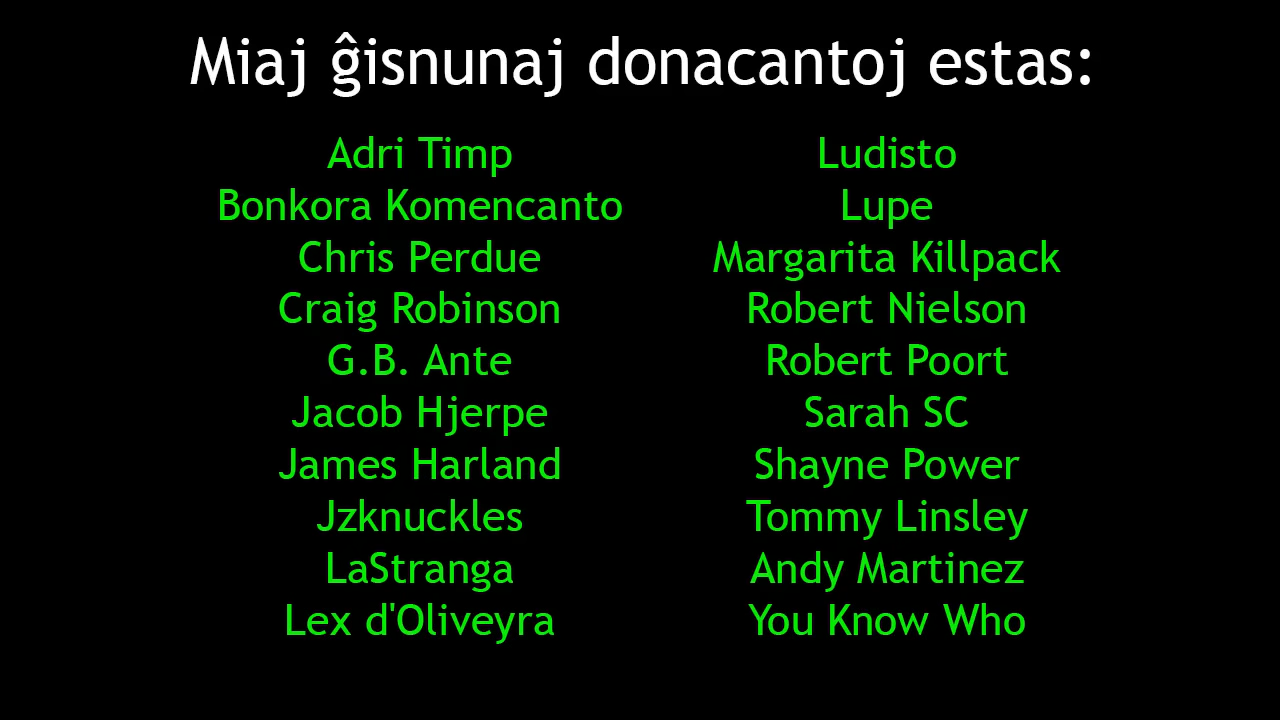 Miaj ĝisnunaj donacantoj estas:
Adri Timp
Bonkora Komencanto
Chris Perdue
Craig Robinson
G.B. Ante
Jacob Hjerpe
James Harland
Jzknuckles
LaStranga
Lex d'Oliveyra
Ludisto
Lupe
Margarita Killpack
Robert Nielson
Robert Poort
Sarah SC
Shayne Power
Tommy Linsley
Andy Martinez
You Know Who